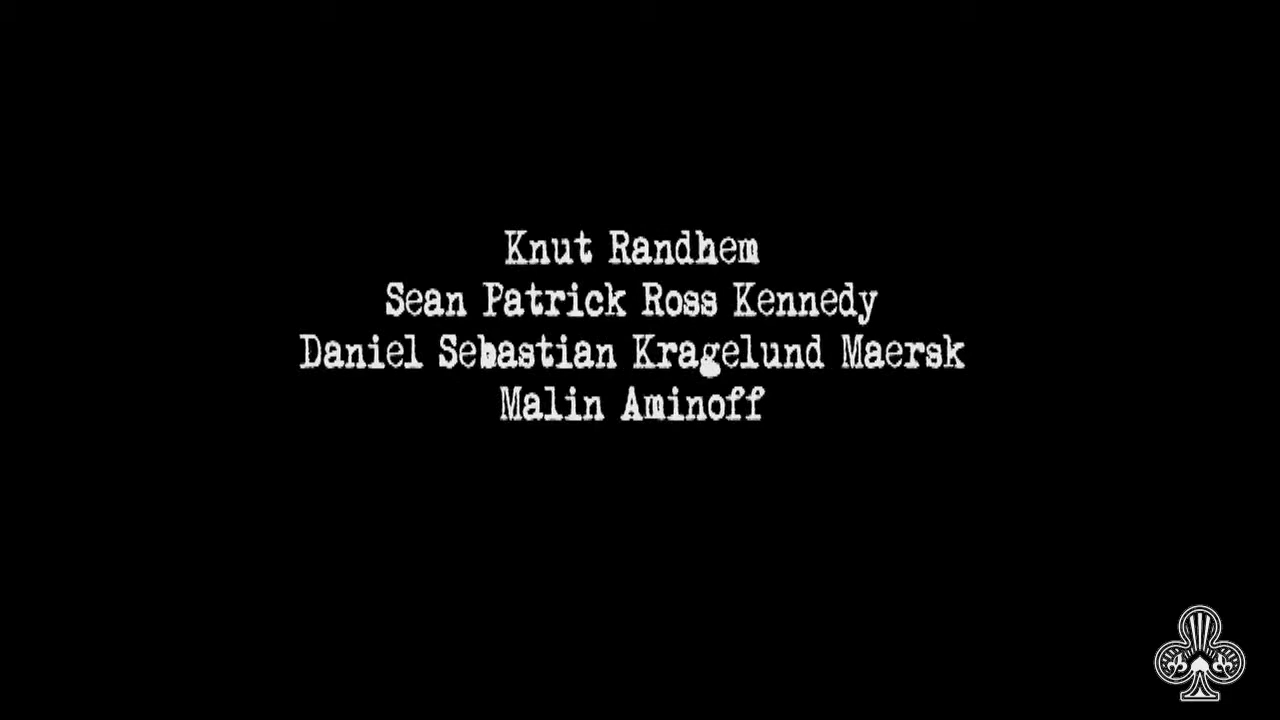 Knut Randhem
Sean Patrick Ross Kennedy
Daniel Sebastian Kragelund Maersk
Malin Aminoff